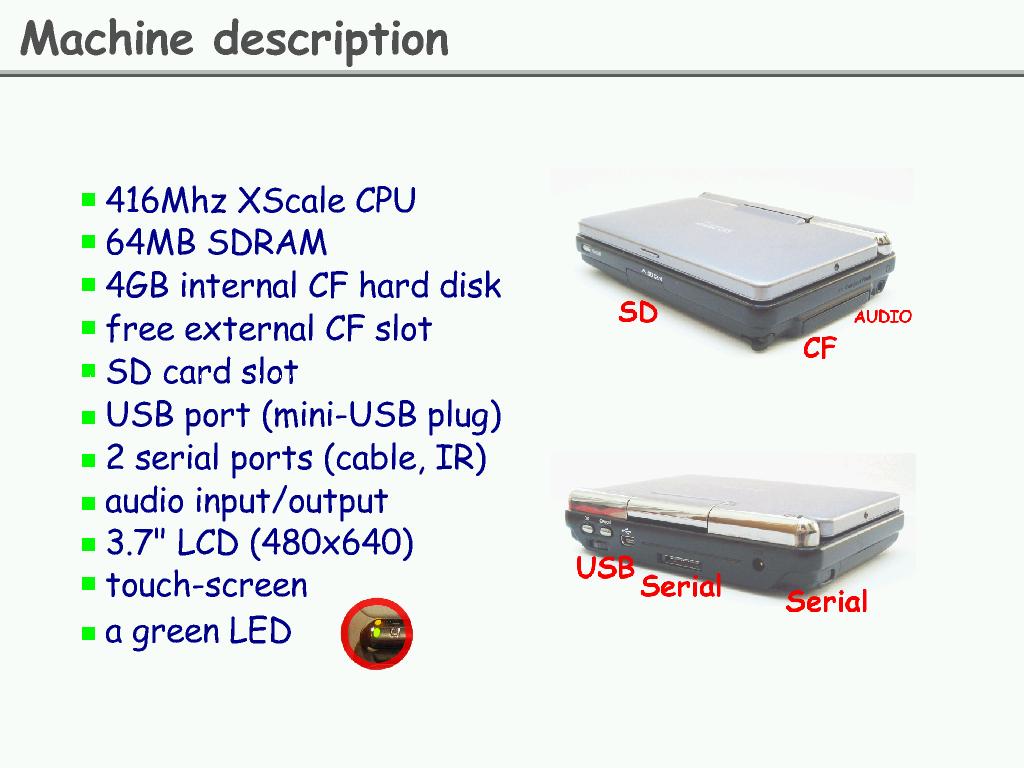 Machine description
416Mhz XScale CPU
64MB SDRAM
4GB internal CF hard disk
free external CF slot
SD card slot
USB port (mini-USB plug)
2 serial ports (cable, IR)
audio input/output
3.7" LCD (480x640)
touch-screen
a green LED
SD
AUDIO
CF
USB
Serial
Serial